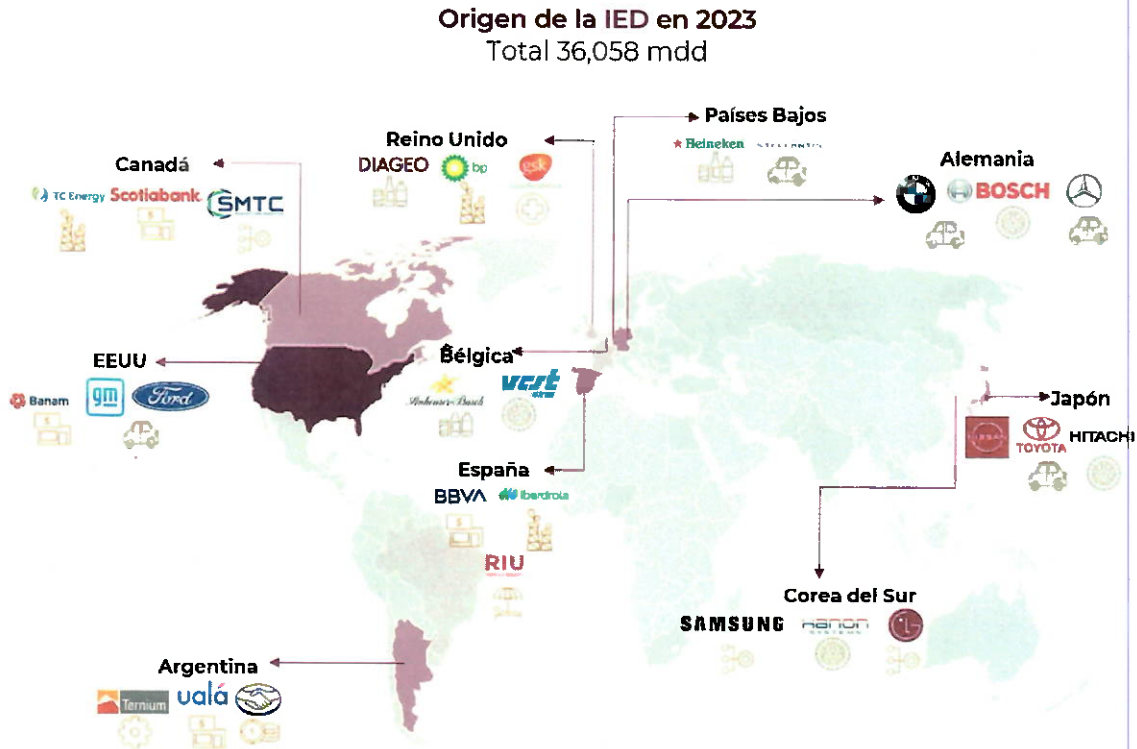 Origen de la IED en 2023
Total 36,058 mdd
Países Bajos
Heineken STELLANTIS
Reino Unido
DIAGEO bp gsk
Canadá
TC Energy Scotiabank SMTC
Alemania
BOSCH
EEUU
Banam gm Ford
Bélgica
Anheuser-Busch vcst
Japón
NISSAN TOYOTA HITACHI
España
BBVA Iberdrola
RIU
Corea del Sur
SAMSUNG Hanon SYSTEMS LG
Argentina
Ternium ualá